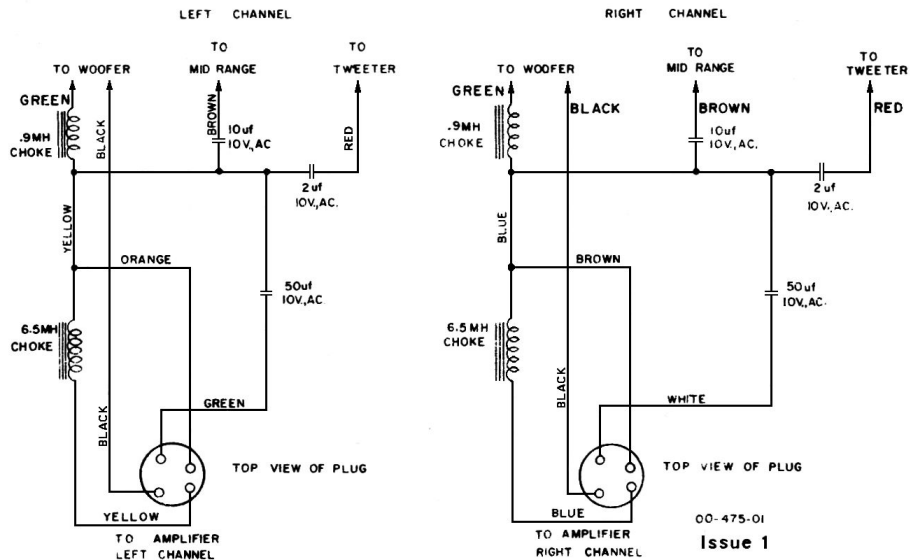 LEFT CHANNEL
TO WOOFER
TO
MID RANGE
TO
TWEETER
GREEN
.9MH
CHOKE
BLACK
BROWN
10uf
10V.,AC
RED
2uf
10V.,AC.
YELLOW
ORANGE
50uf
10V.,AC.
6.5MH
CHOKE
BLACK
GREEN
TOP VIEW OF PLUG
YELLOW
TO AMPLIFIER
LEFT CHANNEL
RIGHT CHANNEL
TO WOOFER
TO
MID RANGE
TO
TWEETER
GREEN
.9MH
CHOKE
BLACK
BROWN
10uf
10V.,AC.
RED
2uf
10V.,AC.
BLUE
BROWN
50uf
10V.,AC.
6.5MH
CHOKE
BLACK
WHITE
TOP VIEW OF PLUG
BLUE
TO AMPLIFIER
RIGHT CHANNEL
00-475-01
Issue 1